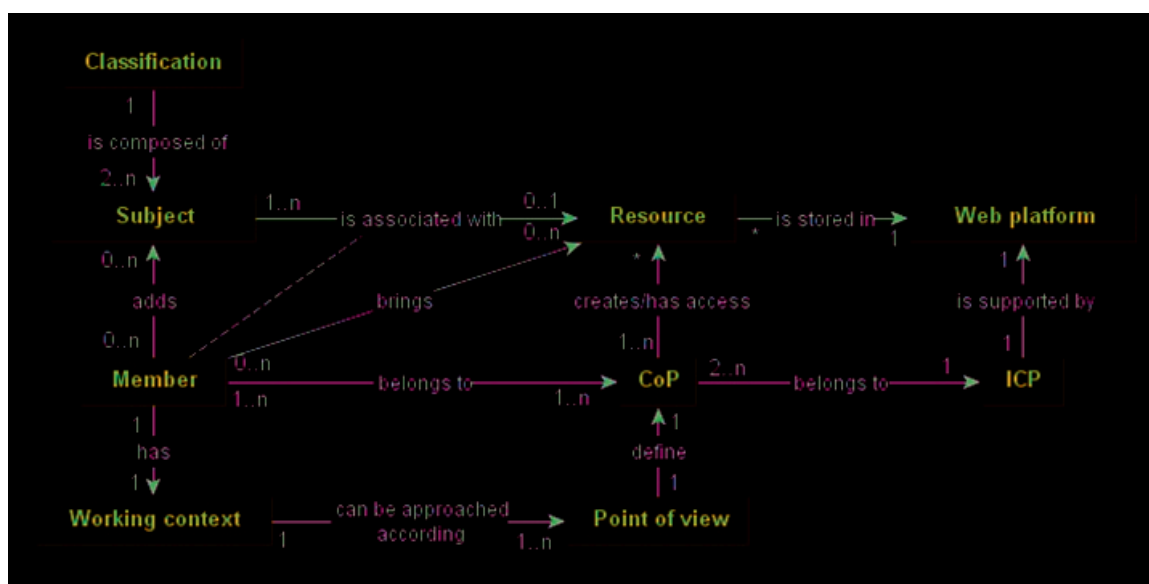 Classification
1
is composed of
2..n
Subject
1..n
is associated with
0..1
0..n
Resource
*
is stored in
1
Web platform
0..n
adds
0..n
brings
*
creates/has access
1..n
1
is supported by
1
Member
0..n
1..n
belongs to
1..n
CoP
2..n
belongs to
1
ICP
1
has
1
1
define
1
Working context
1
can be approached
according
1..n
Point of view